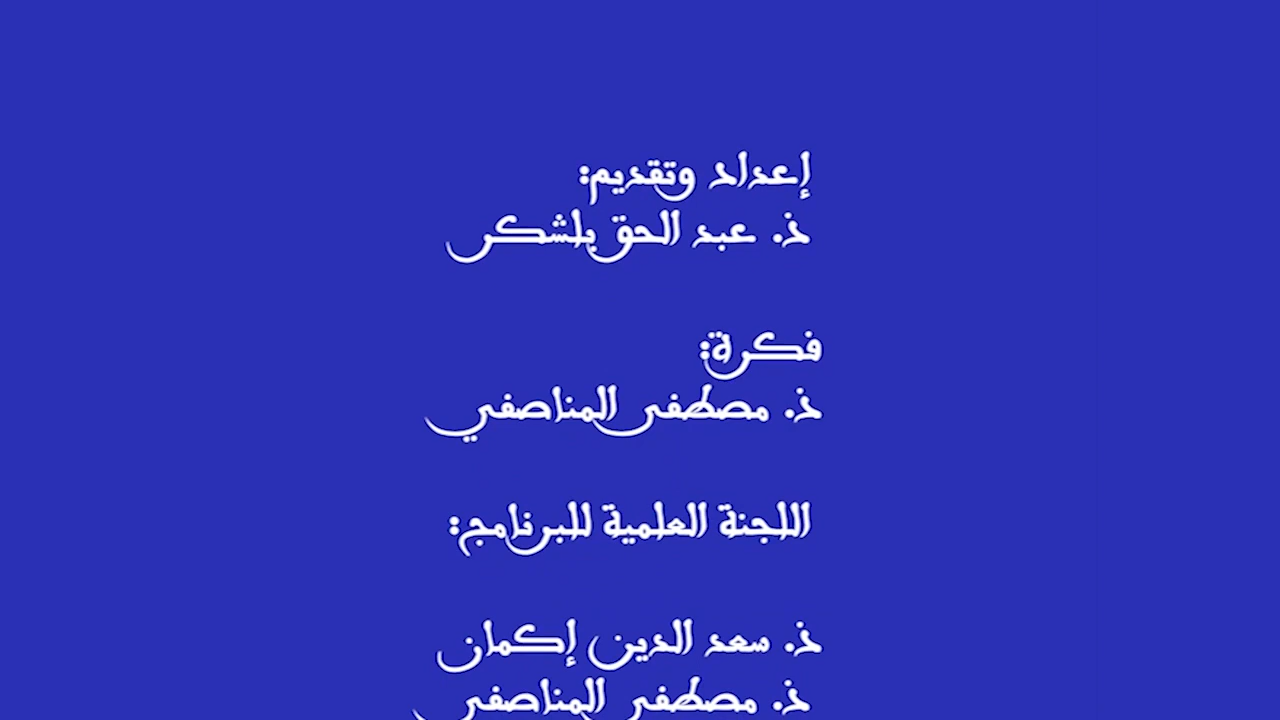 إعداد وتقديم:
ذ. عبد الحق بلشكر
فكرة:
ذ. مصطفى المناصفي
اللجنة العلمية للبرنامج:
ذ. سعد الدين إكمان
ذ. مصطفى المناصفي